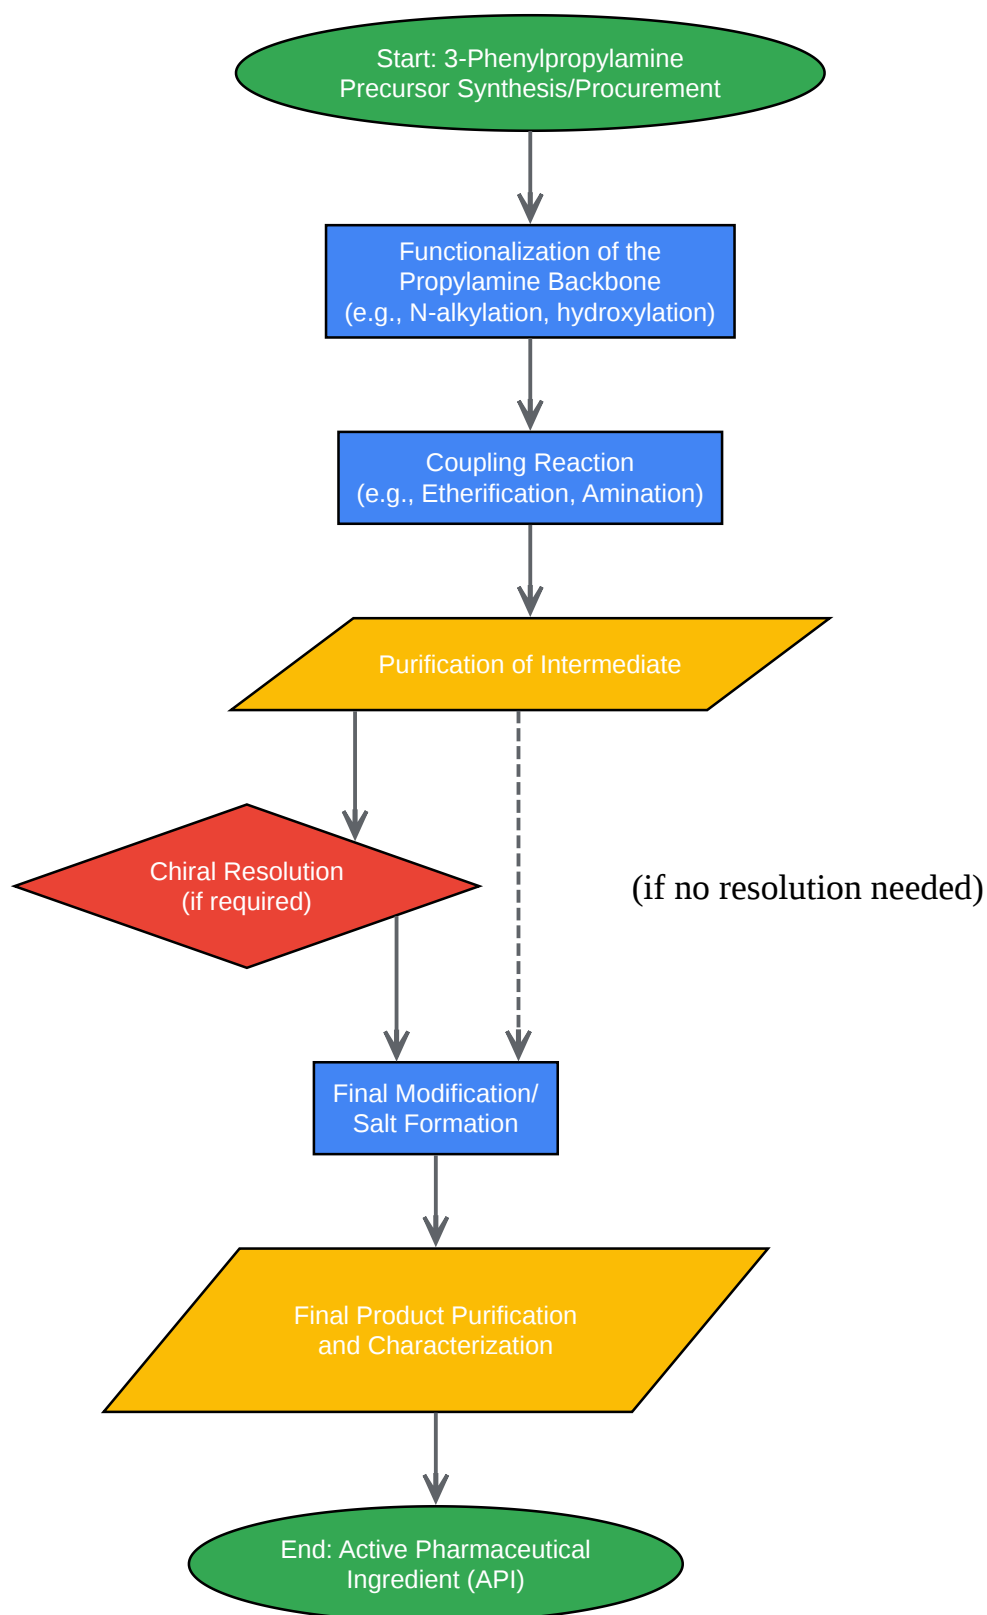 Start: 3-Phenylpropylamine
Precursor Synthesis/Procurement
Functionalization of the
Propylamine Backbone
(e.g., N-alkylation, hydroxylation)
Coupling Reaction
(e.g., Etherification, Amination)
Purification of Intermediate
Chiral Resolution
(if required)
(if no resolution needed)
Final Modification/
Salt Formation
Final Product Purification
and Characterization
End: Active Pharmaceutical
Ingredient (API)